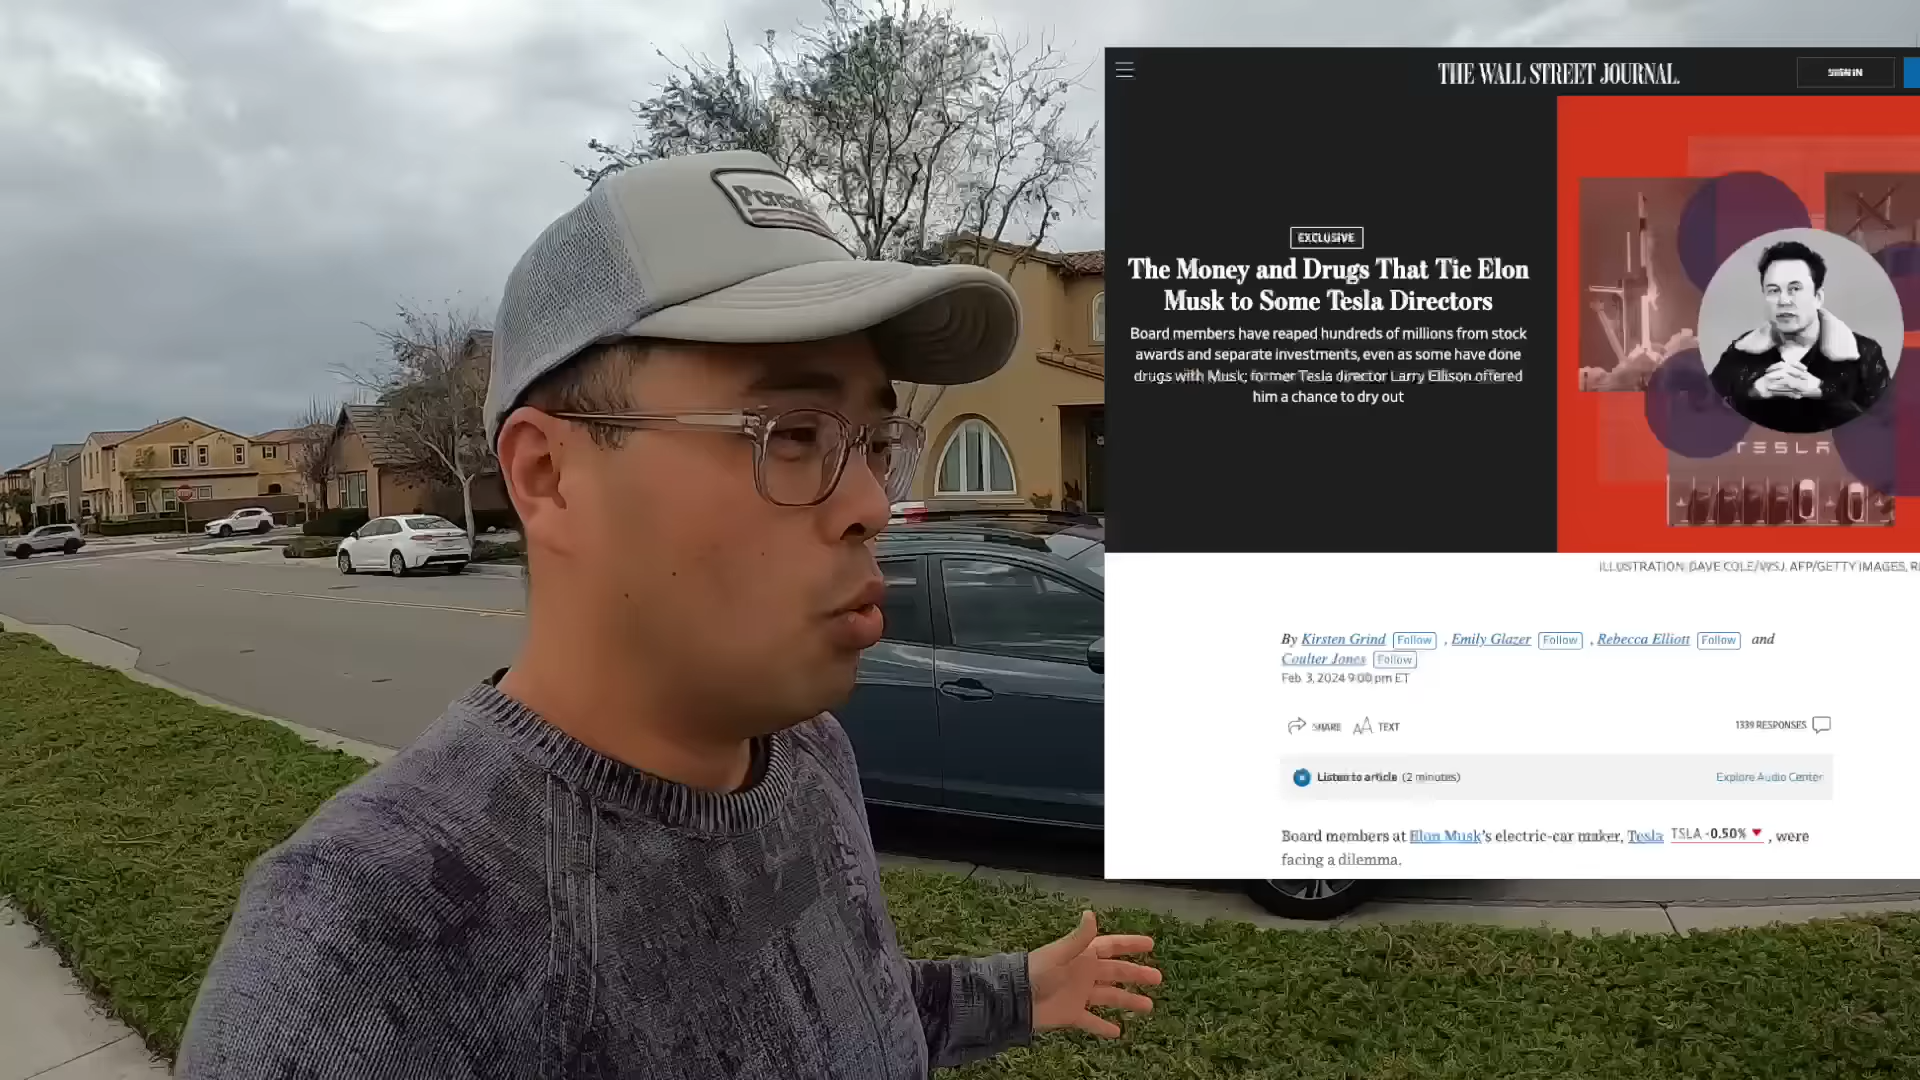 THE WALL STREET JOURNAL.
SIGN IN
EXCLUSIVE
The Money and Drugs That Tie Elon
Musk to Some Tesla Directors
Board members have reaped hundreds of millions from stock
awards and separate investments, even as some have done
drugs with Musk; former Tesla director Larry Ellison offered
him a chance to dry out
TESLA
ILLUSTRATION: DAVE COLE/WSJ, AFP/GETTY IMAGES,
By Kirsten Grind Follow , Emily Glazer Follow , Rebecca Elliott Follow and
Coulter Jones Follow
Feb. 3, 2024 9:00 pm ET
SHARE TEXT
1339 RESPONSES
Listen to article (2 minutes)
Explore Audio Center
Board members at Elon Musk's electric-car maker, Tesla TSLA -0.50% , were
facing a dilemma.